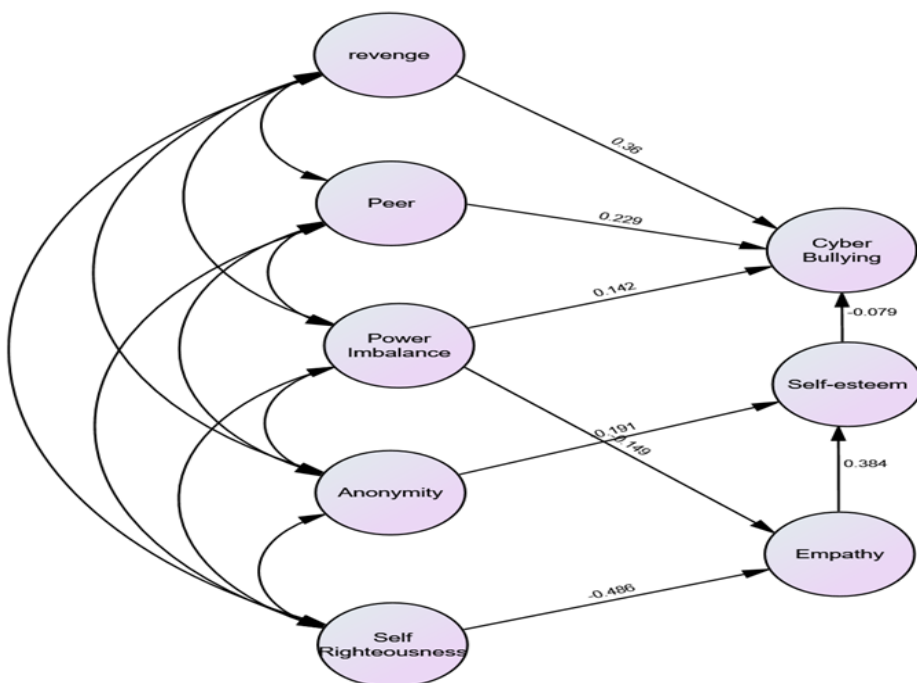 revenge
0.36
Peer
0.229
Cyber
Bullying
0.142
Power
Imbalance
-0.079
Self-esteem
0.191
-0.149
0.384
Anonymity
Empathy
-0.486
Self
Righteousness